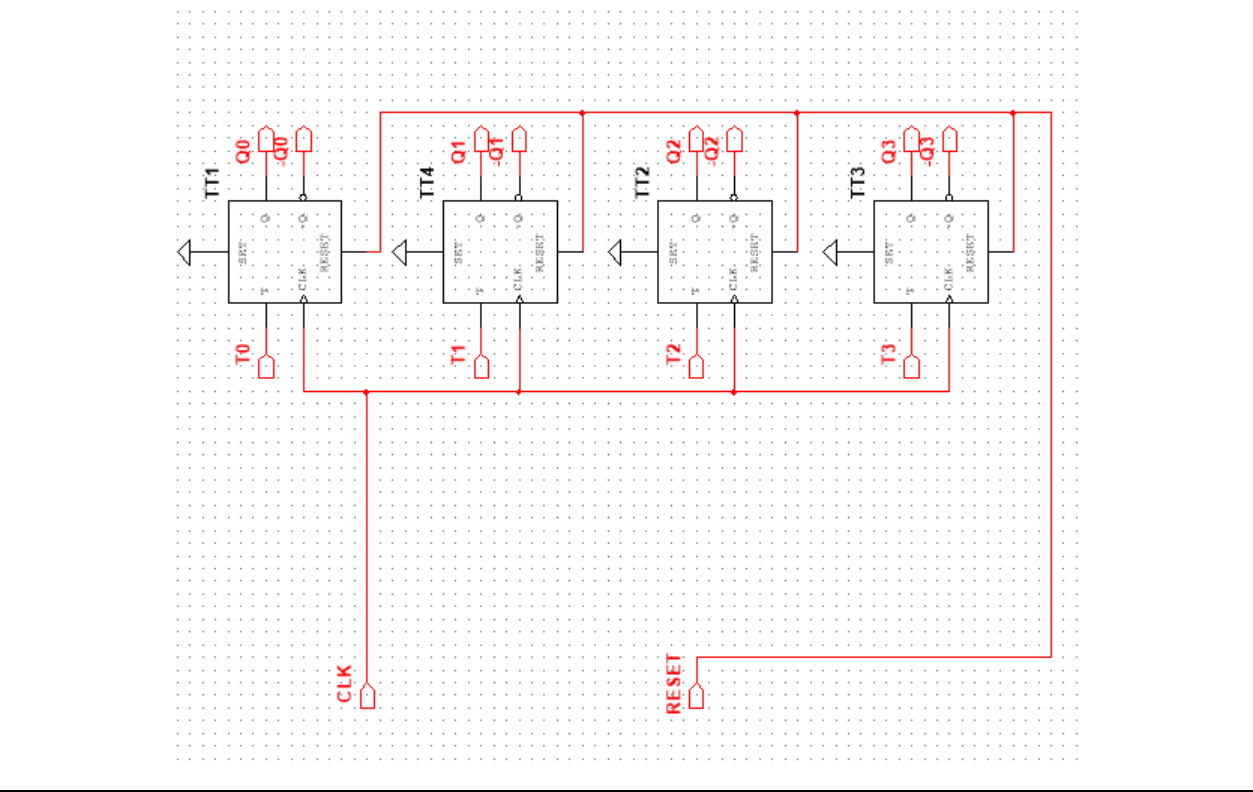 TT1
Q0
-Q0
SET
Q
~Q
RESET
T
CLK
T0
TT4
Q1
-Q1
SET
Q
~Q
RESET
T
CLK
T1
TT2
Q2
-Q2
SET
Q
~Q
RESET
T
CLK
T2
TT3
Q3
-Q3
SET
Q
~Q
RESET
T
CLK
T3
CLK
RESET